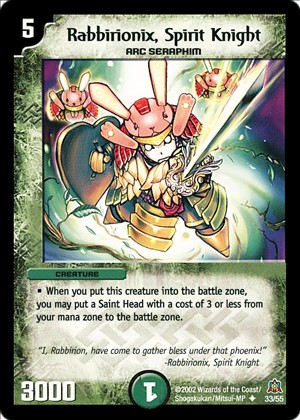 5
Rabbirionix, Spirit Knight
ARC SERAPHIM
CREATURE
▪ When you put this creature into the battle zone,
you may put a Saint Head with a cost of 3 or less from
your mana zone to the battle zone.
"I, Rabbirion, have come to gather bless under that phoenix!"
-Rabbirionix, Spirit Knight
3000
1
©2002 Wizards of the Coast/
Shogakukan/Mitsui-MP ♦ 33/55